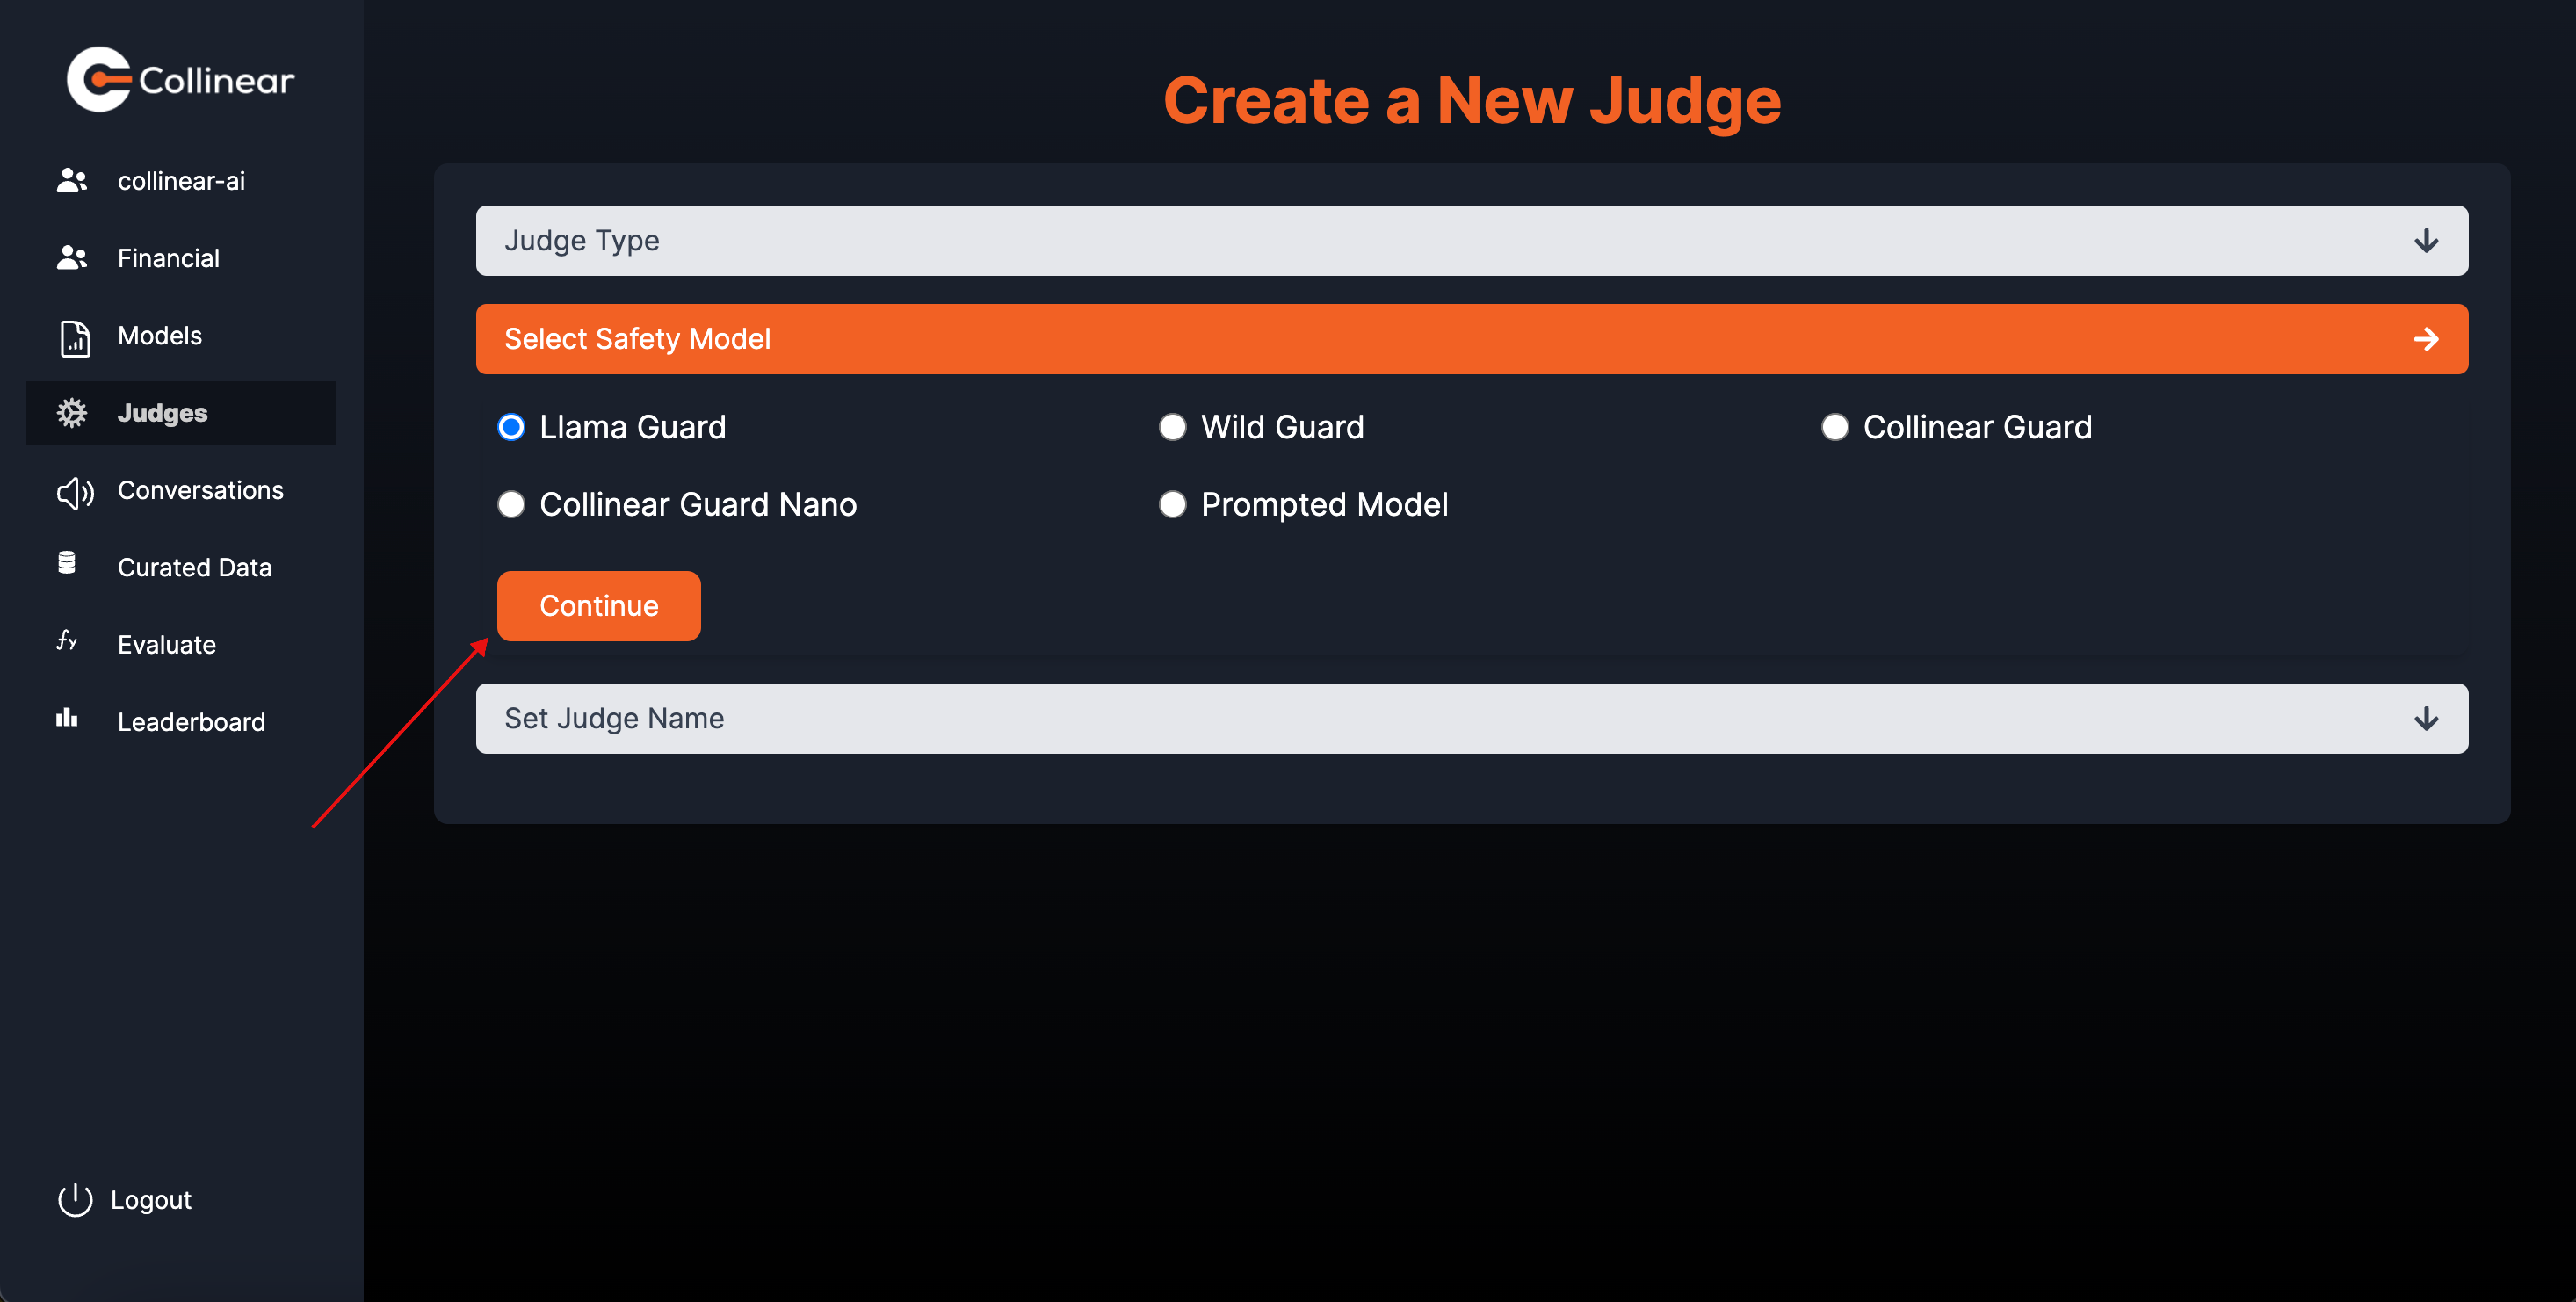 Collinear
collinear-ai
Financial
Models
Judges
Conversations
Curated Data
Evaluate
Leaderboard
Logout
Create a New Judge
Judge Type
Select Safety Model
Llama Guard
Wild Guard
Collinear Guard
Collinear Guard Nano
Prompted Model
Continue
Set Judge Name